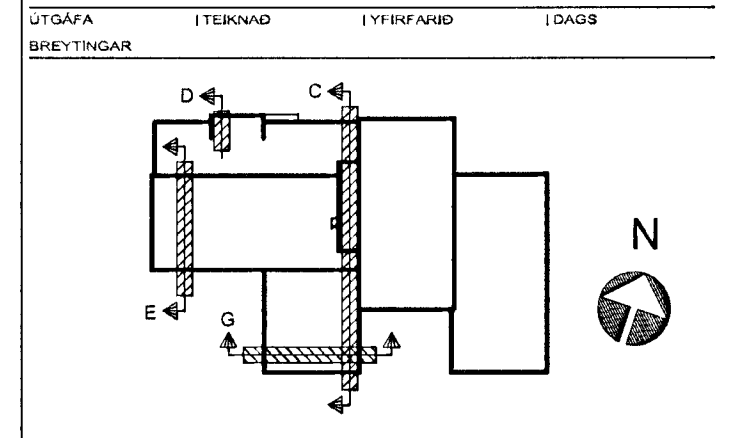 ÚTGÁFA | TEIKNAÐ | YFIRFARIÐ | DAGS
BREYTINGAR
D
C
N
E
G